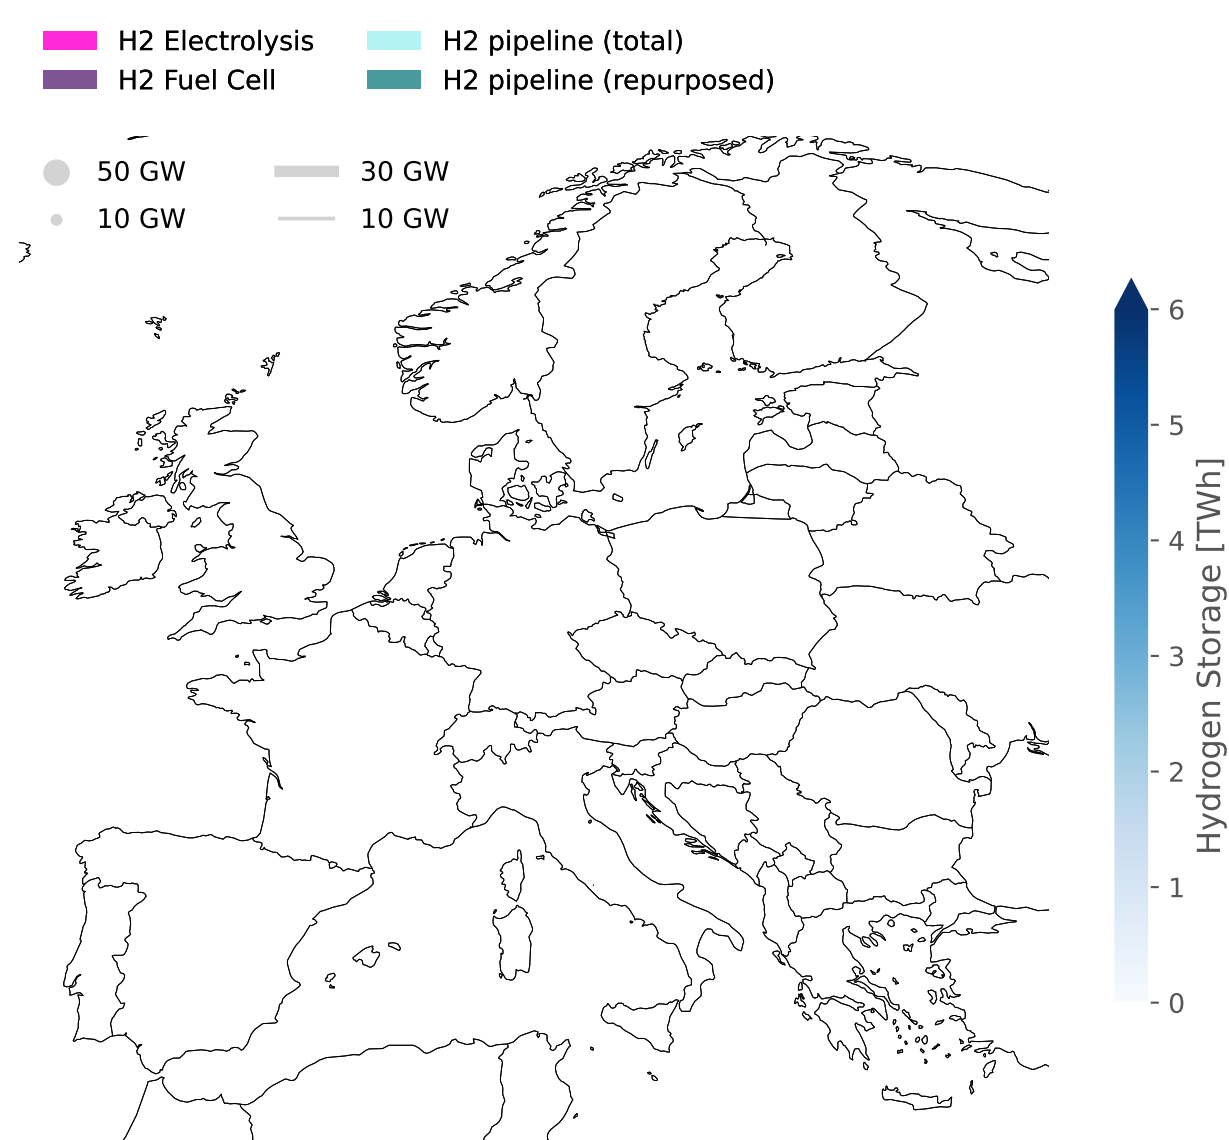 H2 Electrolysis
H2 Fuel Cell
H2 pipeline (total)
H2 pipeline (repurposed)
50 GW
10 GW
30 GW
10 GW
6
5
4
3
2
1
0
Hydrogen Storage [TWh]